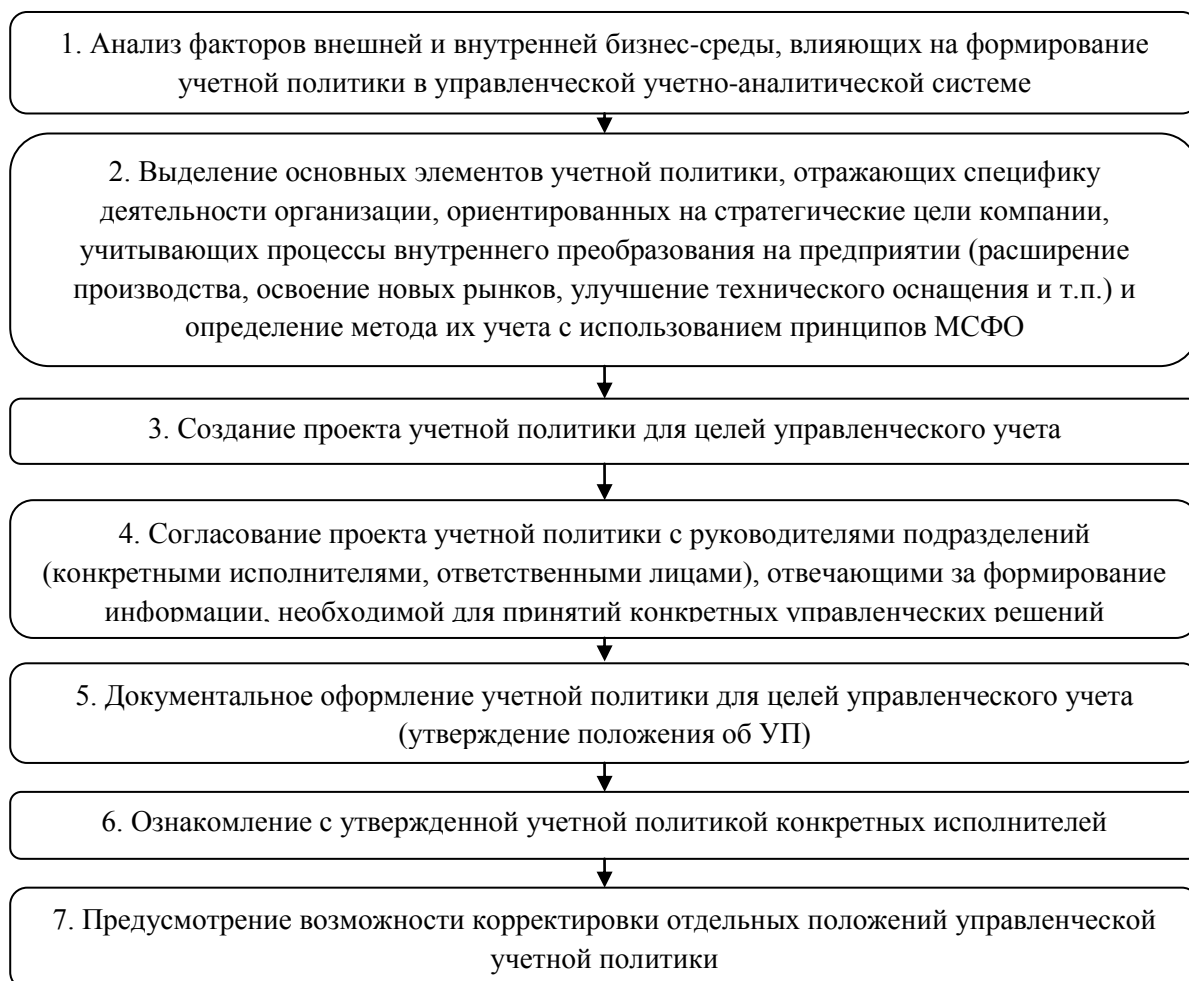 1. Анализ факторов внешней и внутренней бизнес-среды, влияющих на формирование
учетной политики в управленческой учетно-аналитической системе
2. Выделение основных элементов учетной политики, отражающих специфику
деятельности организации, ориентированных на стратегические цели компании,
учитывающих процессы внутреннего преобразования на предприятии (расширение
производства, освоение новых рынков, улучшение технического оснащения и т.п.) и
определение метода их учета с использованием принципов МСФО
3. Создание проекта учетной политики для целей управленческого учета
4. Согласование проекта учетной политики с руководителями подразделений
(конкретными исполнителями, ответственными лицами), отвечающими за формирование
информации, необходимой для принятий конкретных управленческих решений
5. Документальное оформление учетной политики для целей управленческого учета
(утверждение положения об УП)
6. Ознакомление с утвержденной учетной политикой конкретных исполнителей
7. Предусмотрение возможности корректировки отдельных положений управленческой
учетной политики